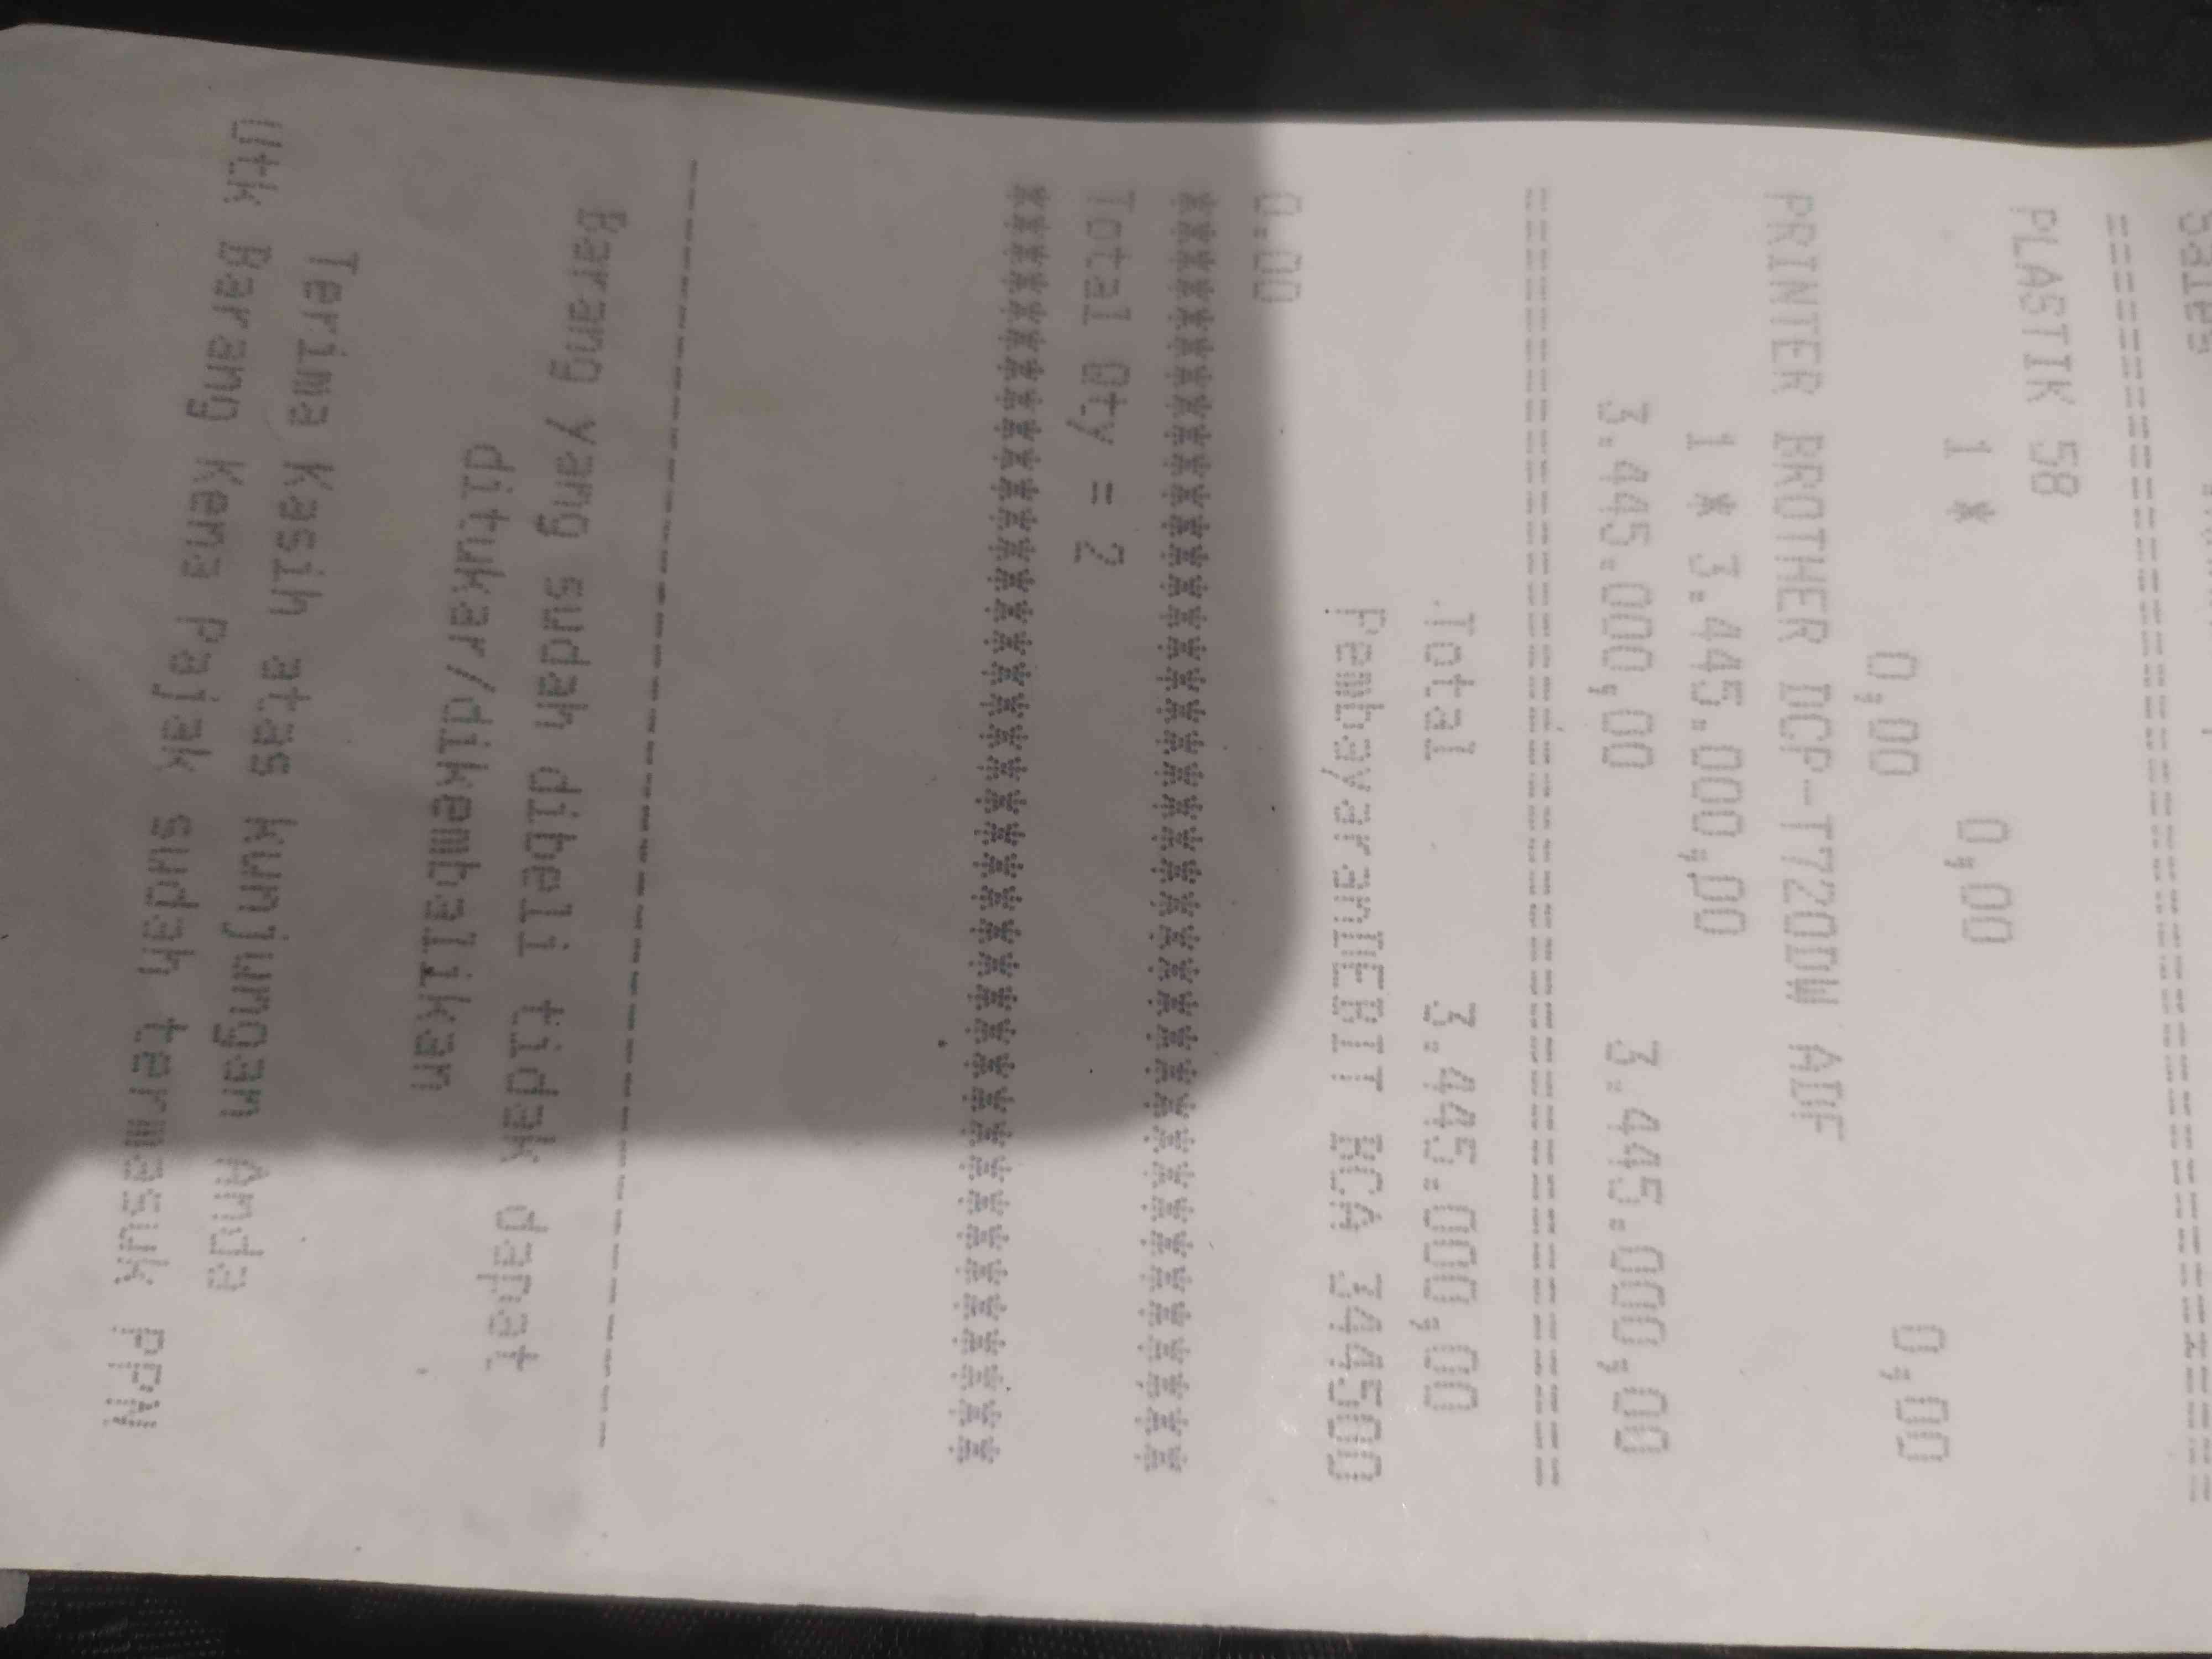 Sales
========================================
PLASTIK 58
1 * 0,00
0,00 0,00
PRINTER BROTHER DCP-T720DW ADF
1 * 3.445.000,00
3.445.000,00 3.445.000,00
========================================
Total 3.445.000,00
PembayaranDEBIT BCA 344500
0.00
****************************************
Total Qty = 2
****************************************
----------------------------------------
Barang yang sudah dibeli tidak dapat
ditukar/dikembalikan
Terima Kasih atas kunjungan Anda
Utk Barang Kena Pajak sudah termasuk PPN